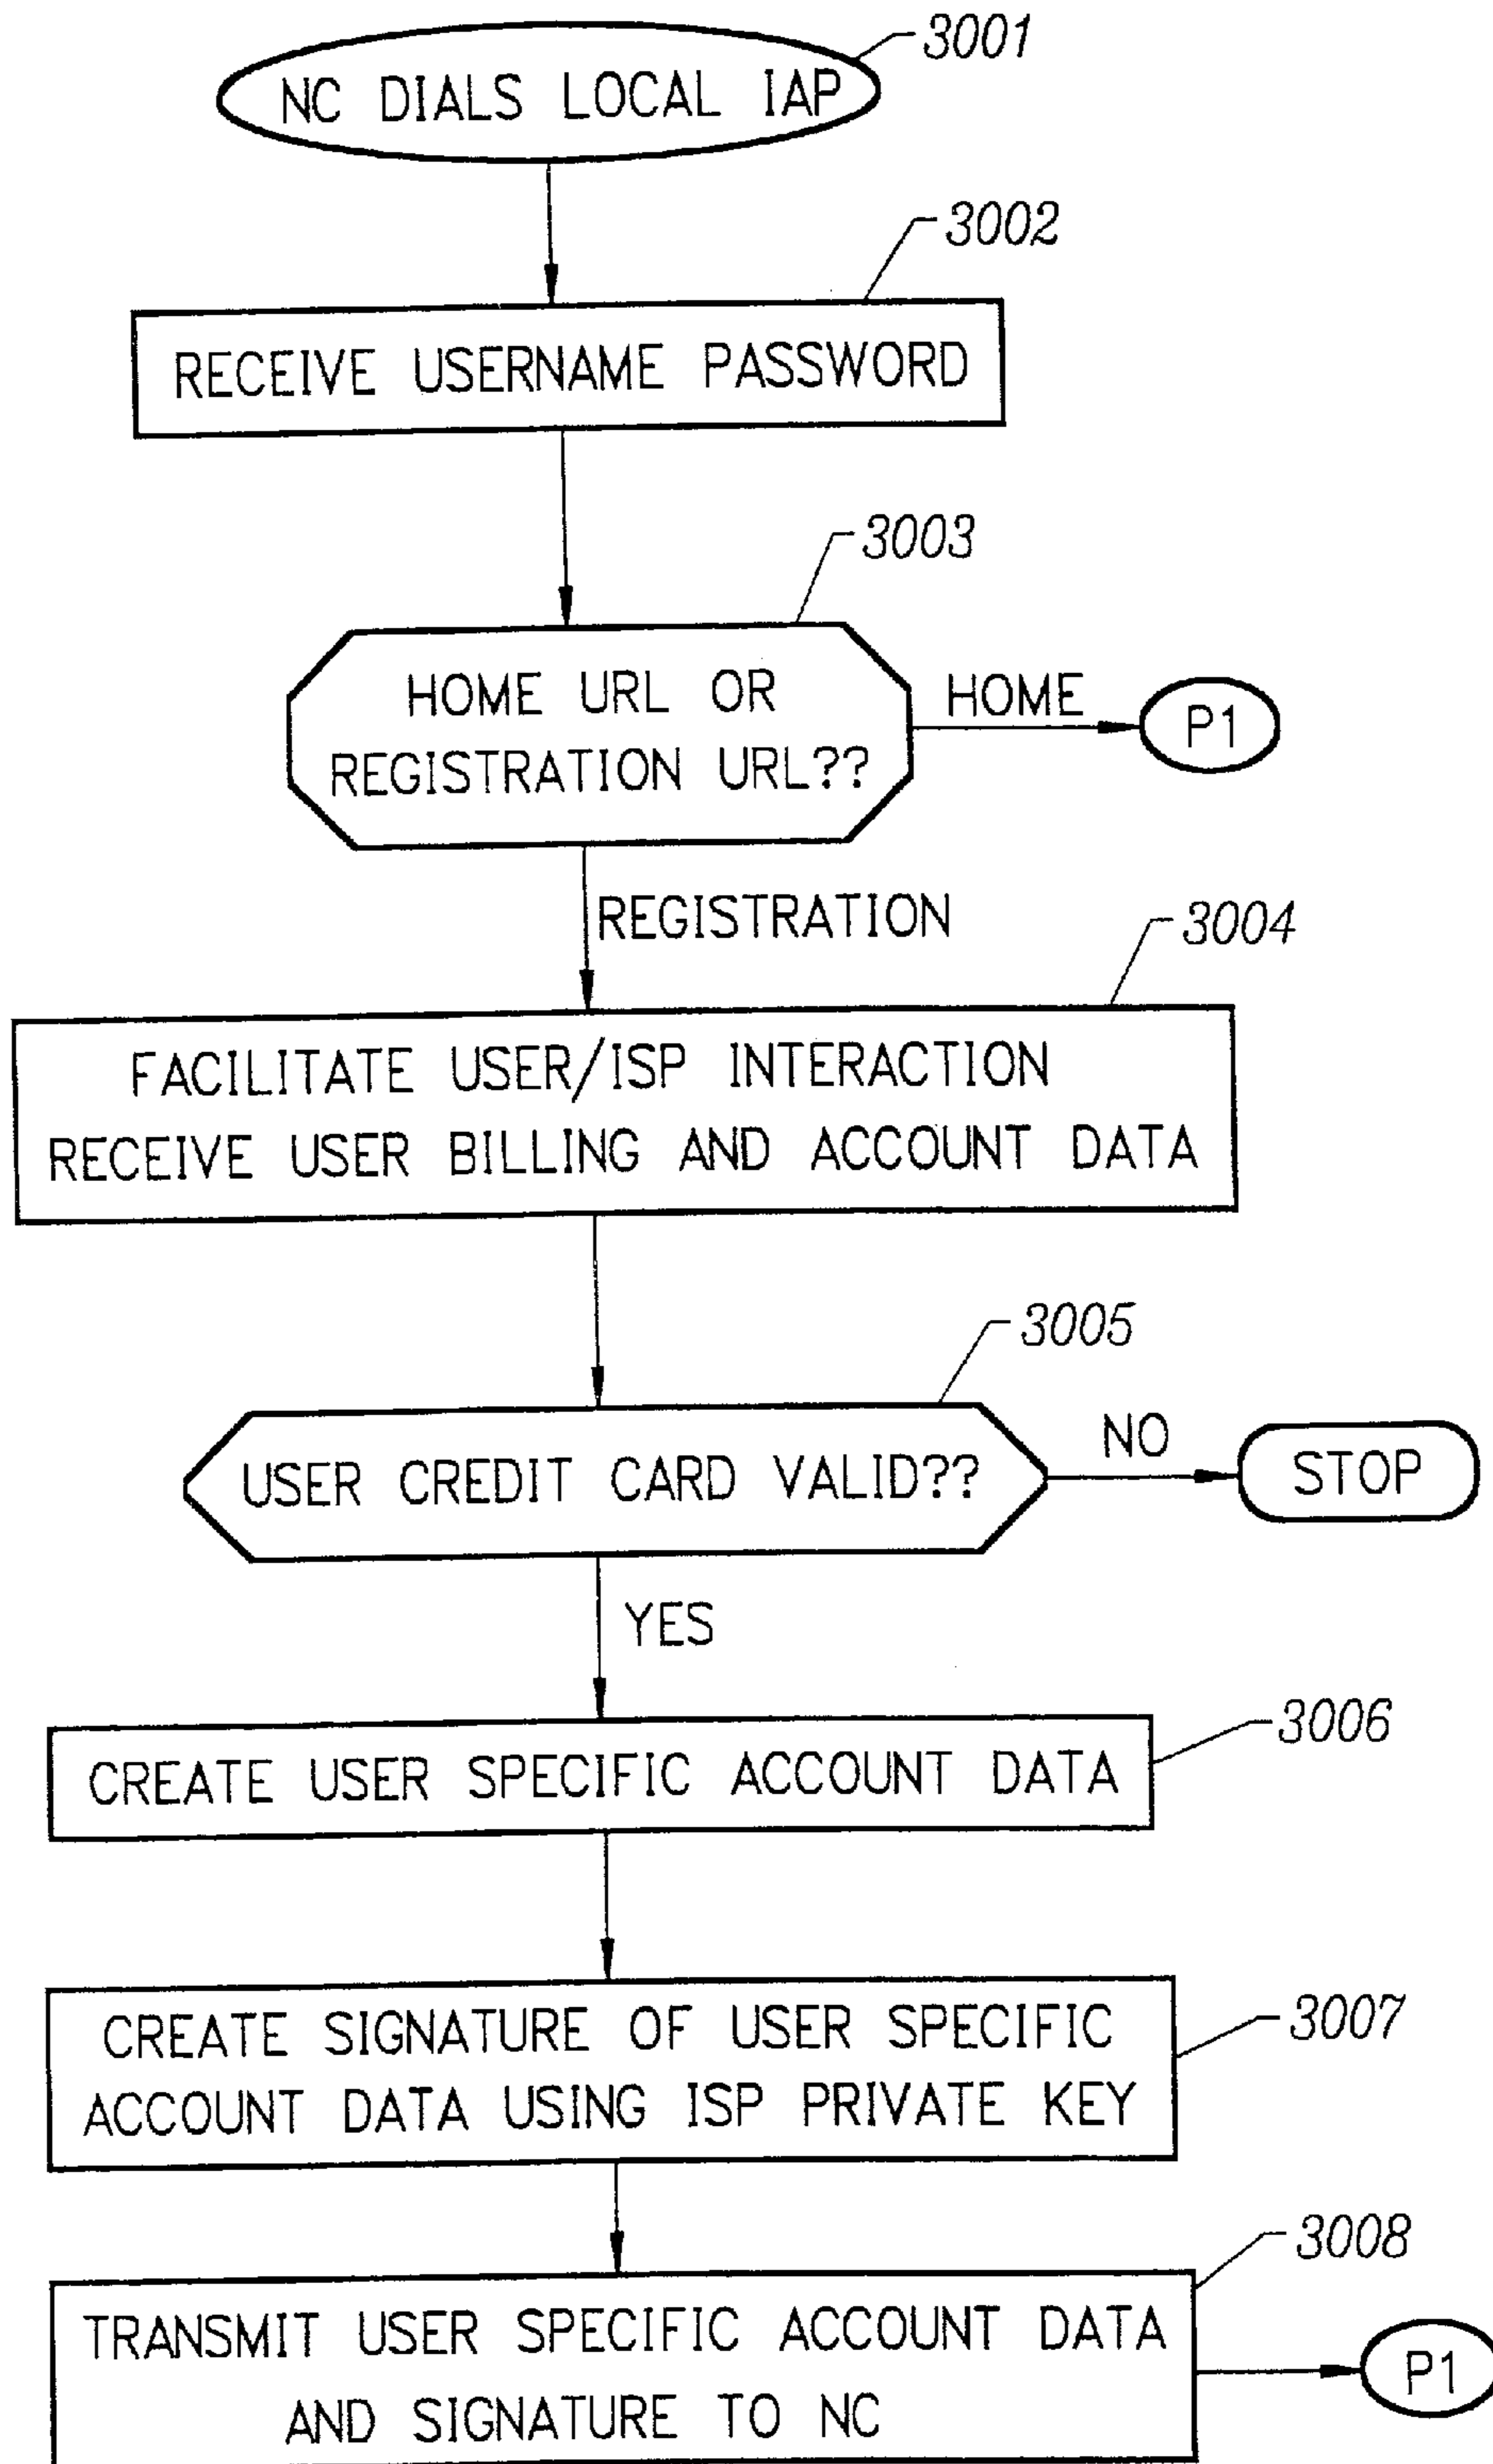 3001
NC DIALS LOCAL IAP
3002
RECEIVE USERNAME PASSWORD
3003
HOME URL OR
REGISTRATION URL??
HOME
P1
REGISTRATION
3004
FACILITATE USER/ISP INTERACTION
RECEIVE USER BILLING AND ACCOUNT DATA
3005
USER CREDIT CARD VALID??
NO
STOP
YES
3006
CREATE USER SPECIFIC ACCOUNT DATA
3007
CREATE SIGNATURE OF USER SPECIFIC
ACCOUNT DATA USING ISP PRIVATE KEY
3008
TRANSMIT USER SPECIFIC ACCOUNT DATA
AND SIGNATURE TO NC
P1